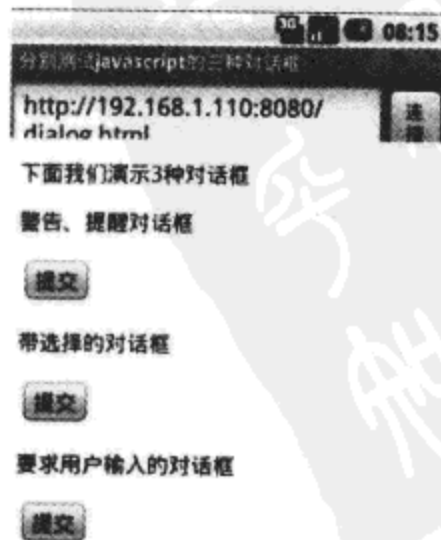 3G 08:15
分别测试javascript的三种对话框
http://192.168.1.110:8080/
dialog.html
连接
下面我们演示3种对话框
警告、提醒对话框
提交
带选择的对话框
提交
要求用户输入的对话框
提交